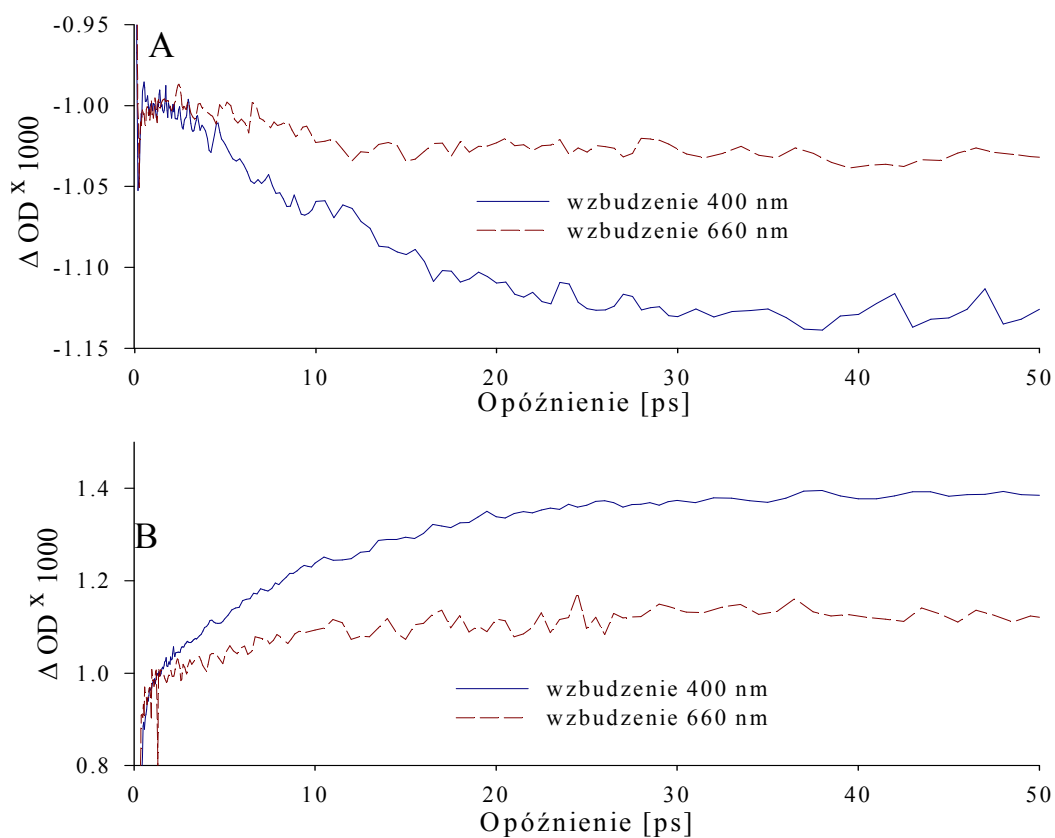 -0.95
A
-1.00
-1.05
-1.10
-1.15
Δ OD x 1000
wzbudzenie 400 nm
wzbudzenie 660 nm
0 10 20 30 40 50
Opóźnienie [ps]
1.4
B
1.2
1.0
0.8
Δ OD x 1000
wzbudzenie 400 nm
wzbudzenie 660 nm
0 10 20 30 40 50
Opóźnienie [ps]